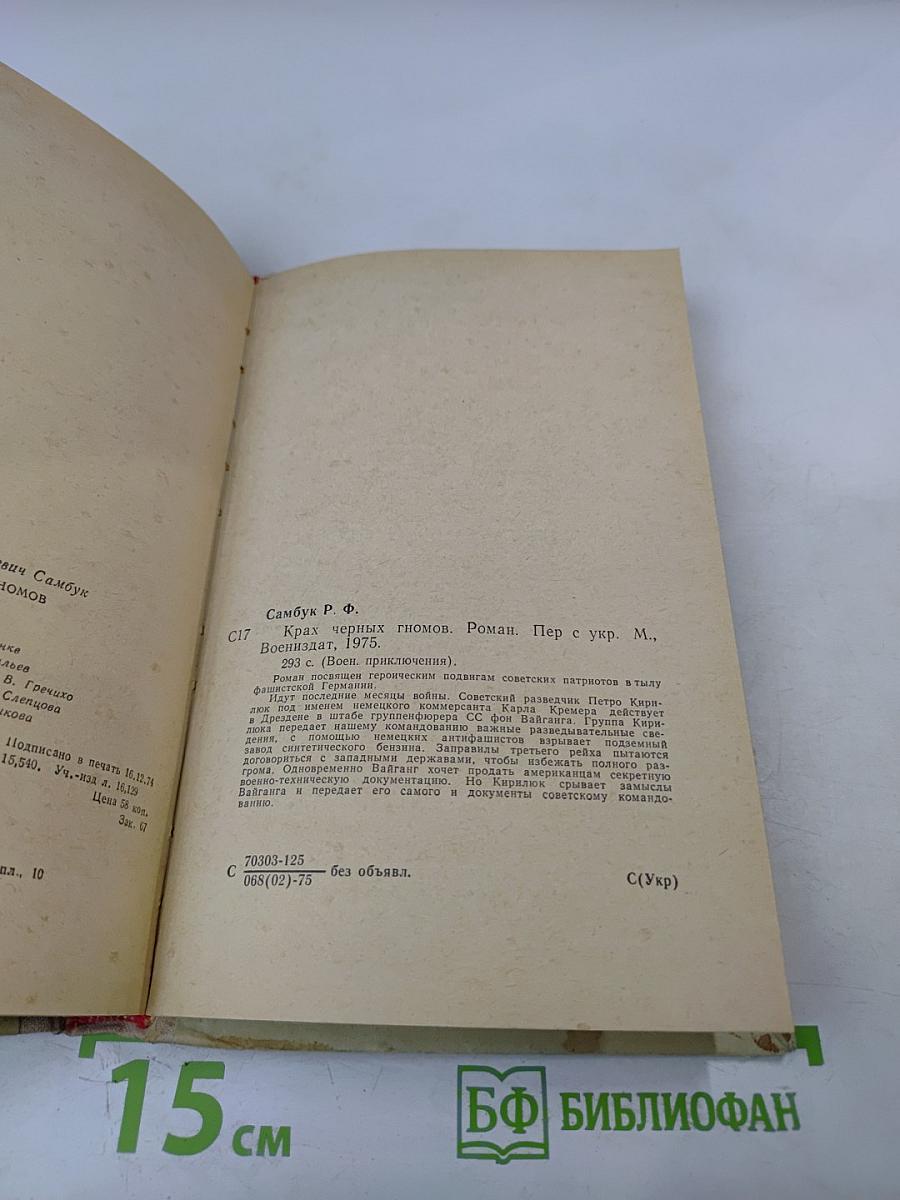 евич Самбук
НОМОВ
нке
ильев
В. Гречихо
Слепцова
икова
Подписано в печать 16.12.74
15,540. Уч.-изд л. 16,129
Цена 58 коп.
Зак. 67
пл., 10
Самбук Р. Ф.
С17 Крах черных гномов. Роман. Пер с укр. М.,
Воениздат, 1975.
293 с. (Воен. приключения).
Роман посвящен героическим подвигам советских патриотов в тылу
фашистской Германии.
Идут последние месяцы войны. Советский разведчик Петро Кири-
люк под именем немецкого коммерсанта Карла Кремера действует
в Дрездене в штабе группенфюрера СС фон Вайганга. Группа Кири-
люка передает нашему командованию важные разведывательные све-
дения, с помощью немецких антифашистов взрывает подземный
завод синтетического бензина. Заправилы третьего рейха пытаются
договориться с западными державами, чтобы избежать полного раз-
грома. Одновременно Вайганг хочет продать американцам секретную
военно-техническую документацию. Но Кирилюк срывает замыслы
Вайганга и передает его самого и документы советскому командо-
ванию.
С 70303-125
068(02)-75 без объявл.
С(Укр)
15 см
БФ БИБЛИОФАН